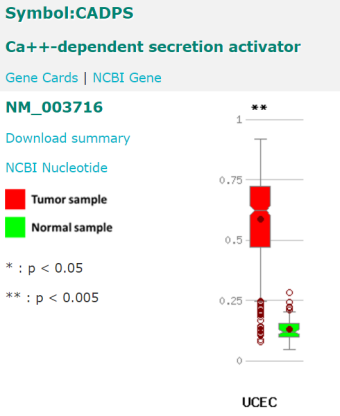 Symbol:CADPS
Ca++-dependent secretion activator
Gene Cards | NCBI Gene
NM_003716
Download summary
NCBI Nucleotide
Tumor sample
Normal sample
* : p < 0.05
** : p < 0.005
**
1
0.75
0.5
0.25
0
UCEC